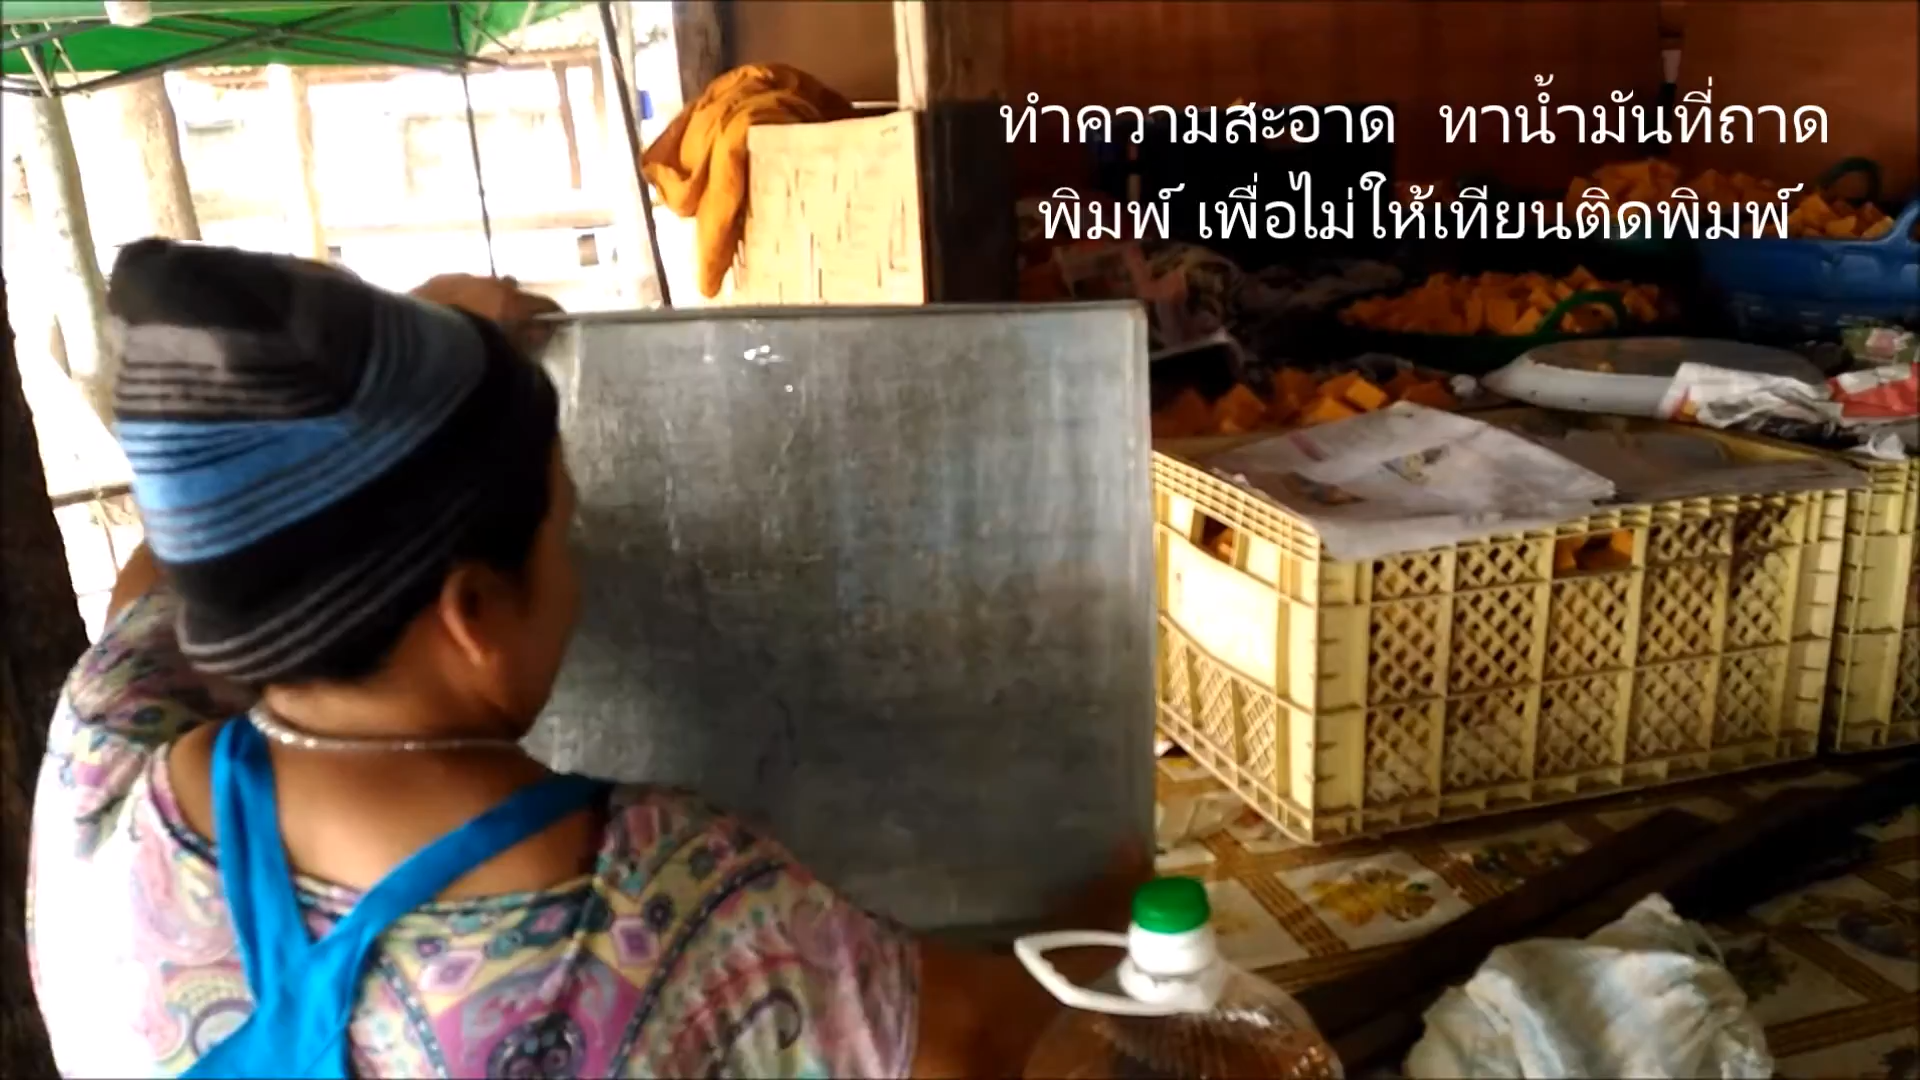 ทำความสะอาด ทาน้ำมันที่ถาด
พิมพ์ เพื่อไม่ให้เทียนติดพิมพ์